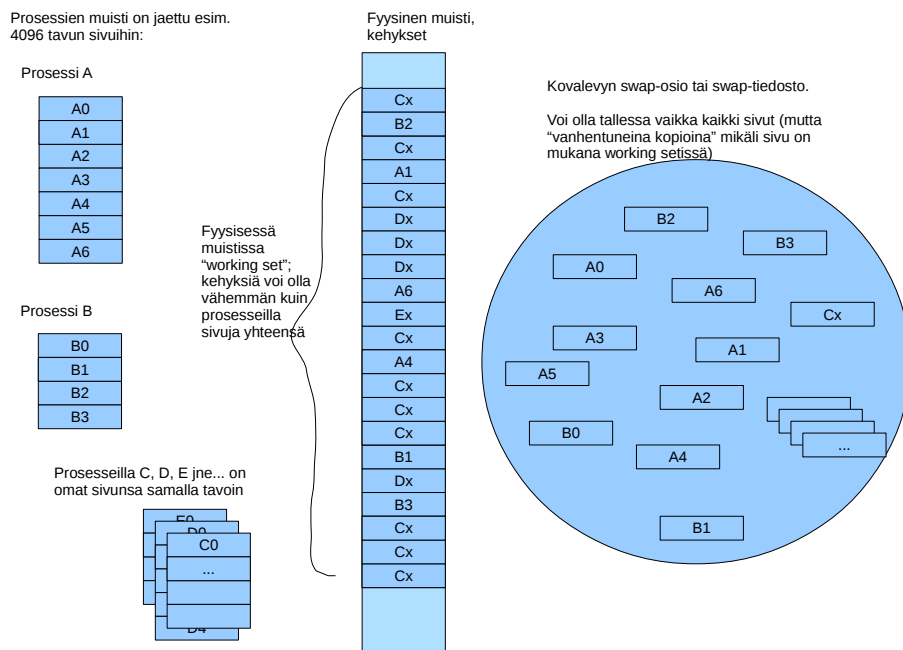 Prosessien muisti on jaettu esim.
4096 tavun sivuihin:
Prosessi A
A0
A1
A2
A3
A4
A5
A6
Prosessi B
B0
B1
B2
B3
Prosesseilla C, D, E jne... on
omat sivunsa samalla tavoin
E0
D0
C0
...
D4
Fyysisessä
muistissa
“working set”;
kehyksiä voi olla
vähemmän kuin
prosesseilla
sivuja yhteensä
Fyysinen muisti,
kehykset
Cx
B2
Cx
A1
Cx
Dx
Dx
Dx
A6
Ex
Cx
A4
Cx
Cx
Cx
B1
Dx
B3
Cx
Cx
Cx
Kovalevyn swap-osio tai swap-tiedosto.
Voi olla tallessa vaikka kaikki sivut (mutta
“vanhentuneina kopioina” mikäli sivu on
mukana working setissä)
B2
B3
A0
A6
Cx
A3
A1
A5
A2
B0
...
A4
B1